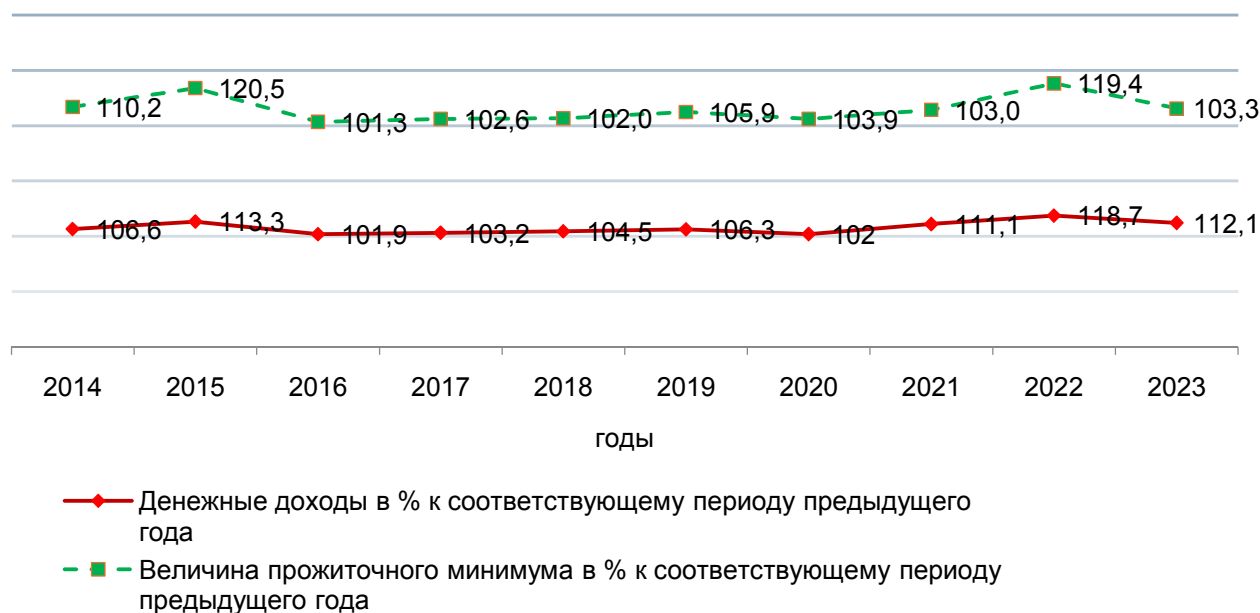 110,2 120,5 101,3 102,6 102,0 105,9 103,9 103,0 119,4 103,3
106,6 113,3 101,9 103,2 104,5 106,3 102 111,1 118,7 112,1
2014 2015 2016 2017 2018 2019 2020 2021 2022 2023
годы
Денежные доходы в % к соответствующему периоду предыдущего
года
Величина прожиточного минимума в % к соответствующему периоду
предыдущего года